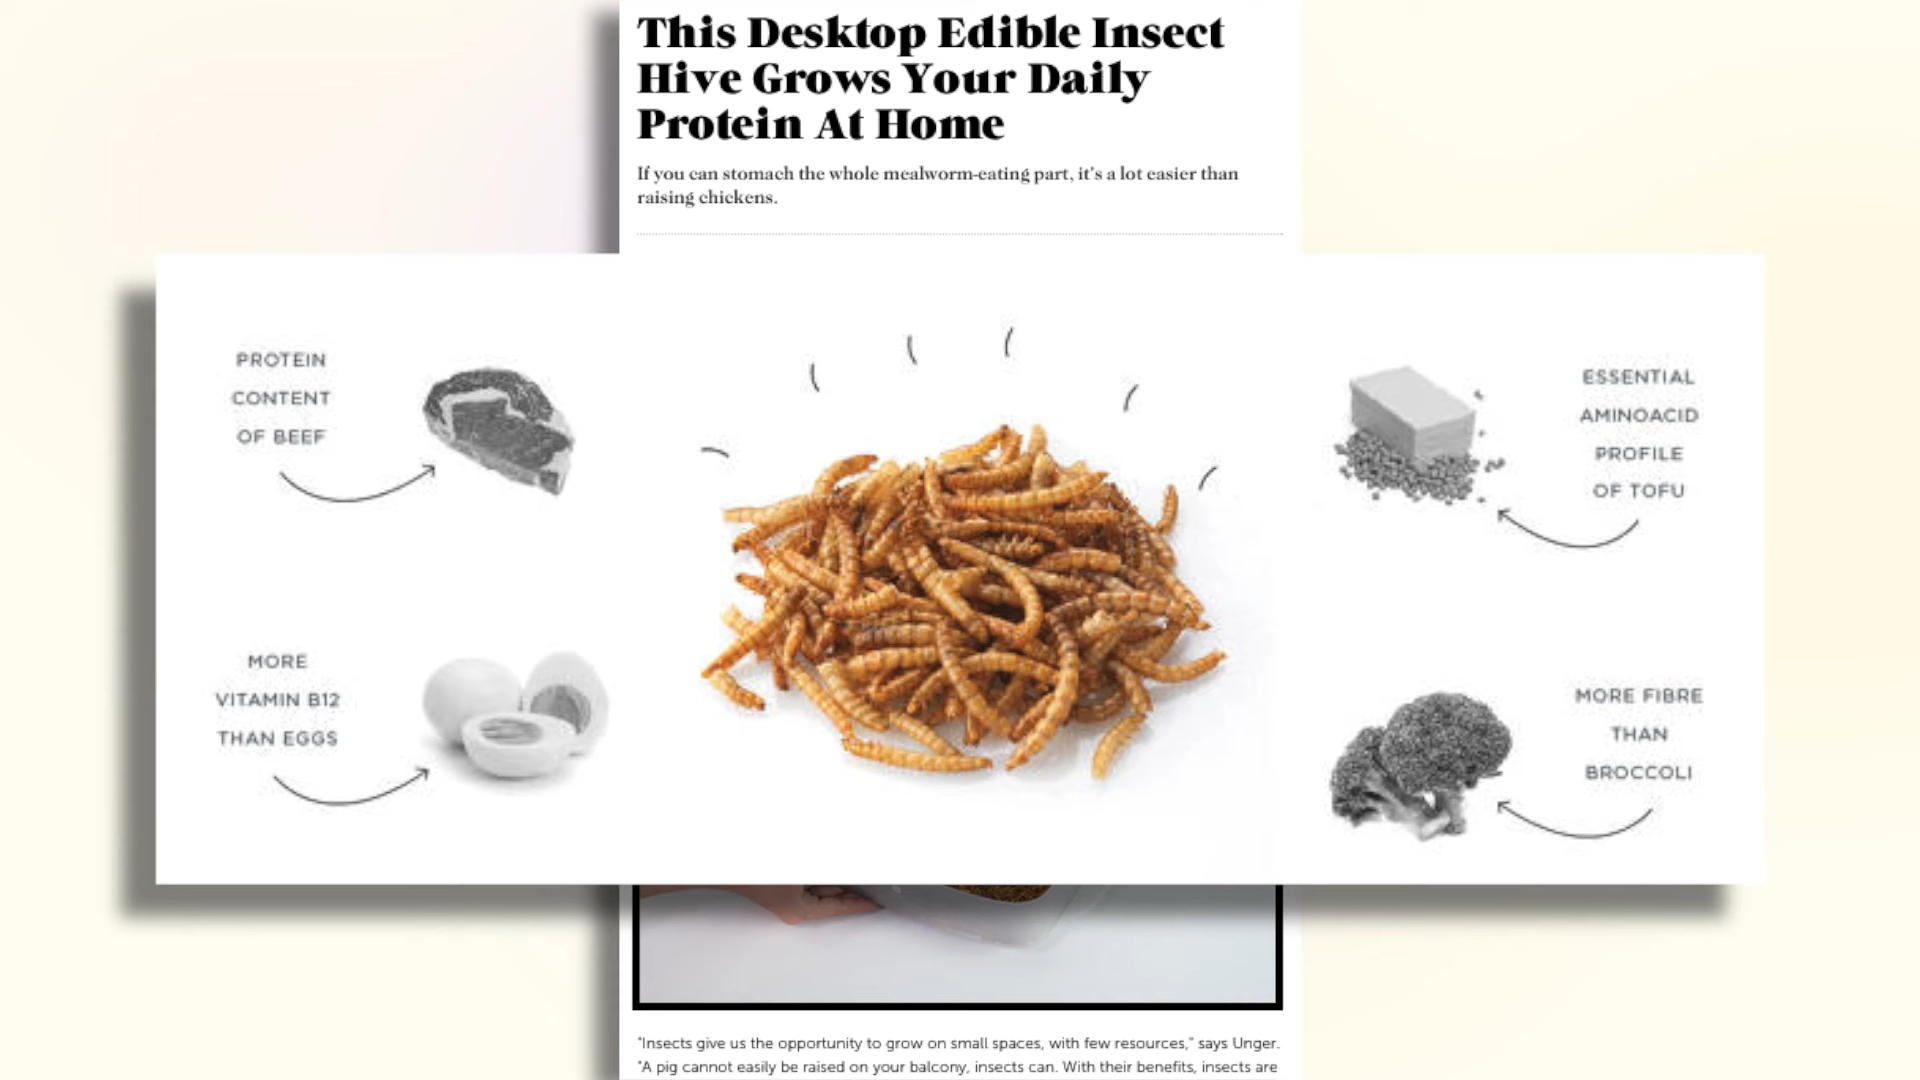 This Desktop Edible Insect
Hive Grows Your Daily
Protein At Home
If you can stomach the whole mealworm-eating part, it's a lot easier than
raising chickens.
PROTEIN
CONTENT
OF BEEF
ESSENTIAL
AMINOACID
PROFILE
OF TOFU
MORE
VITAMIN B12
THAN EGGS
MORE FIBRE
THAN
BROCCOLI
"Insects give us the opportunity to grow on small spaces, with few resources," says Unger.
"A pig cannot easily be raised on your balcony, insects can. With their benefits, insects are